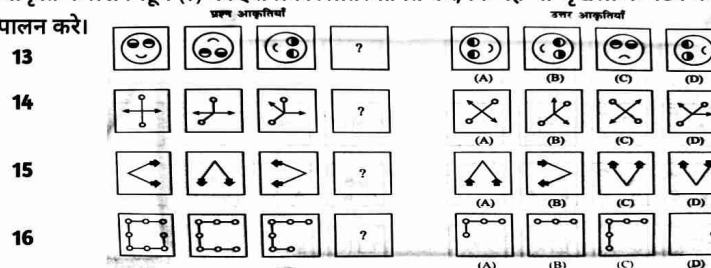 प्रश्न आकृतियाँ
उत्तर आकृतियाँ
पालन करे।
13
?
(A)
(B)
(C)
(D)
14
?
(A)
(B)
(C)
(D)
15
?
(A)
(B)
(C)
(D)
16
?
(A)
(B)
(C)
(D)